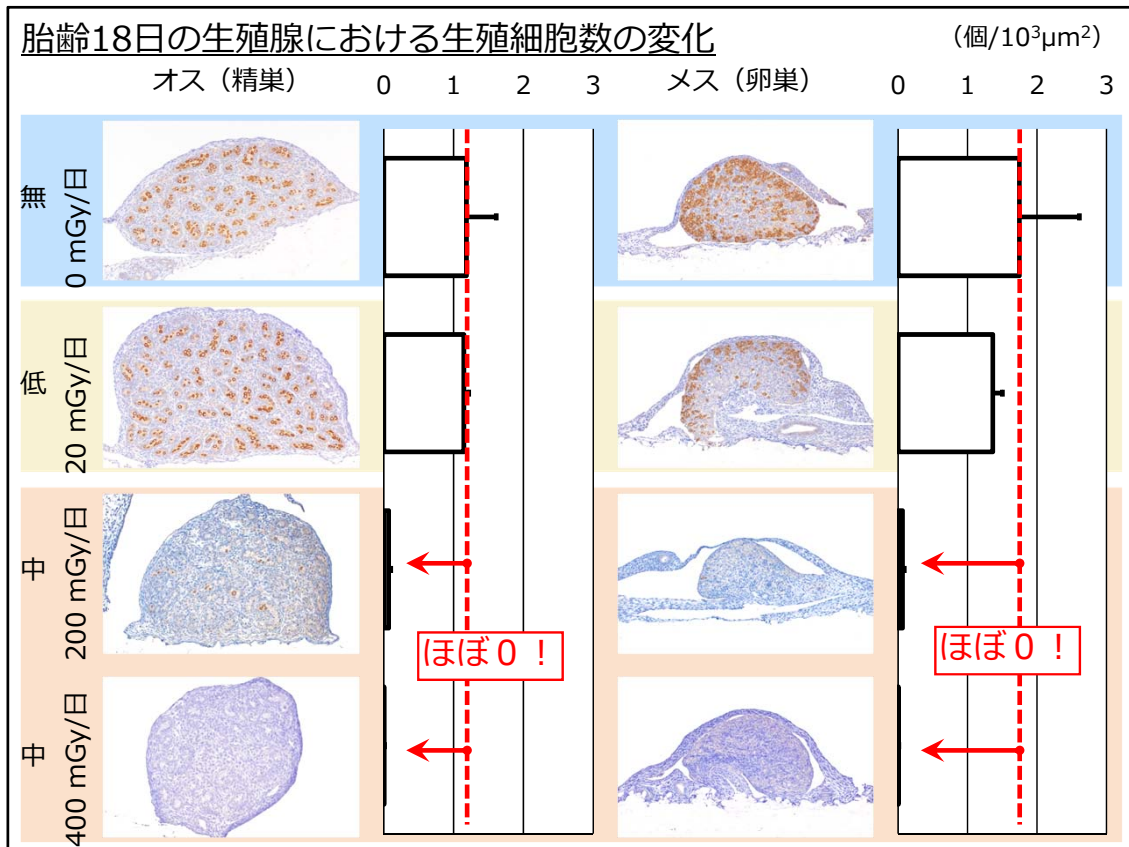 胎齢18日の生殖腺における生殖細胞数の変化
(個/10³μm²)
オス(精巣)
0 1 2 3
メス(卵巣)
0 1 2 3
無
0 mGy/日
低
20 mGy/日
中
200 mGy/日
ほぼ0!
ほぼ0!
中
400 mGy/日